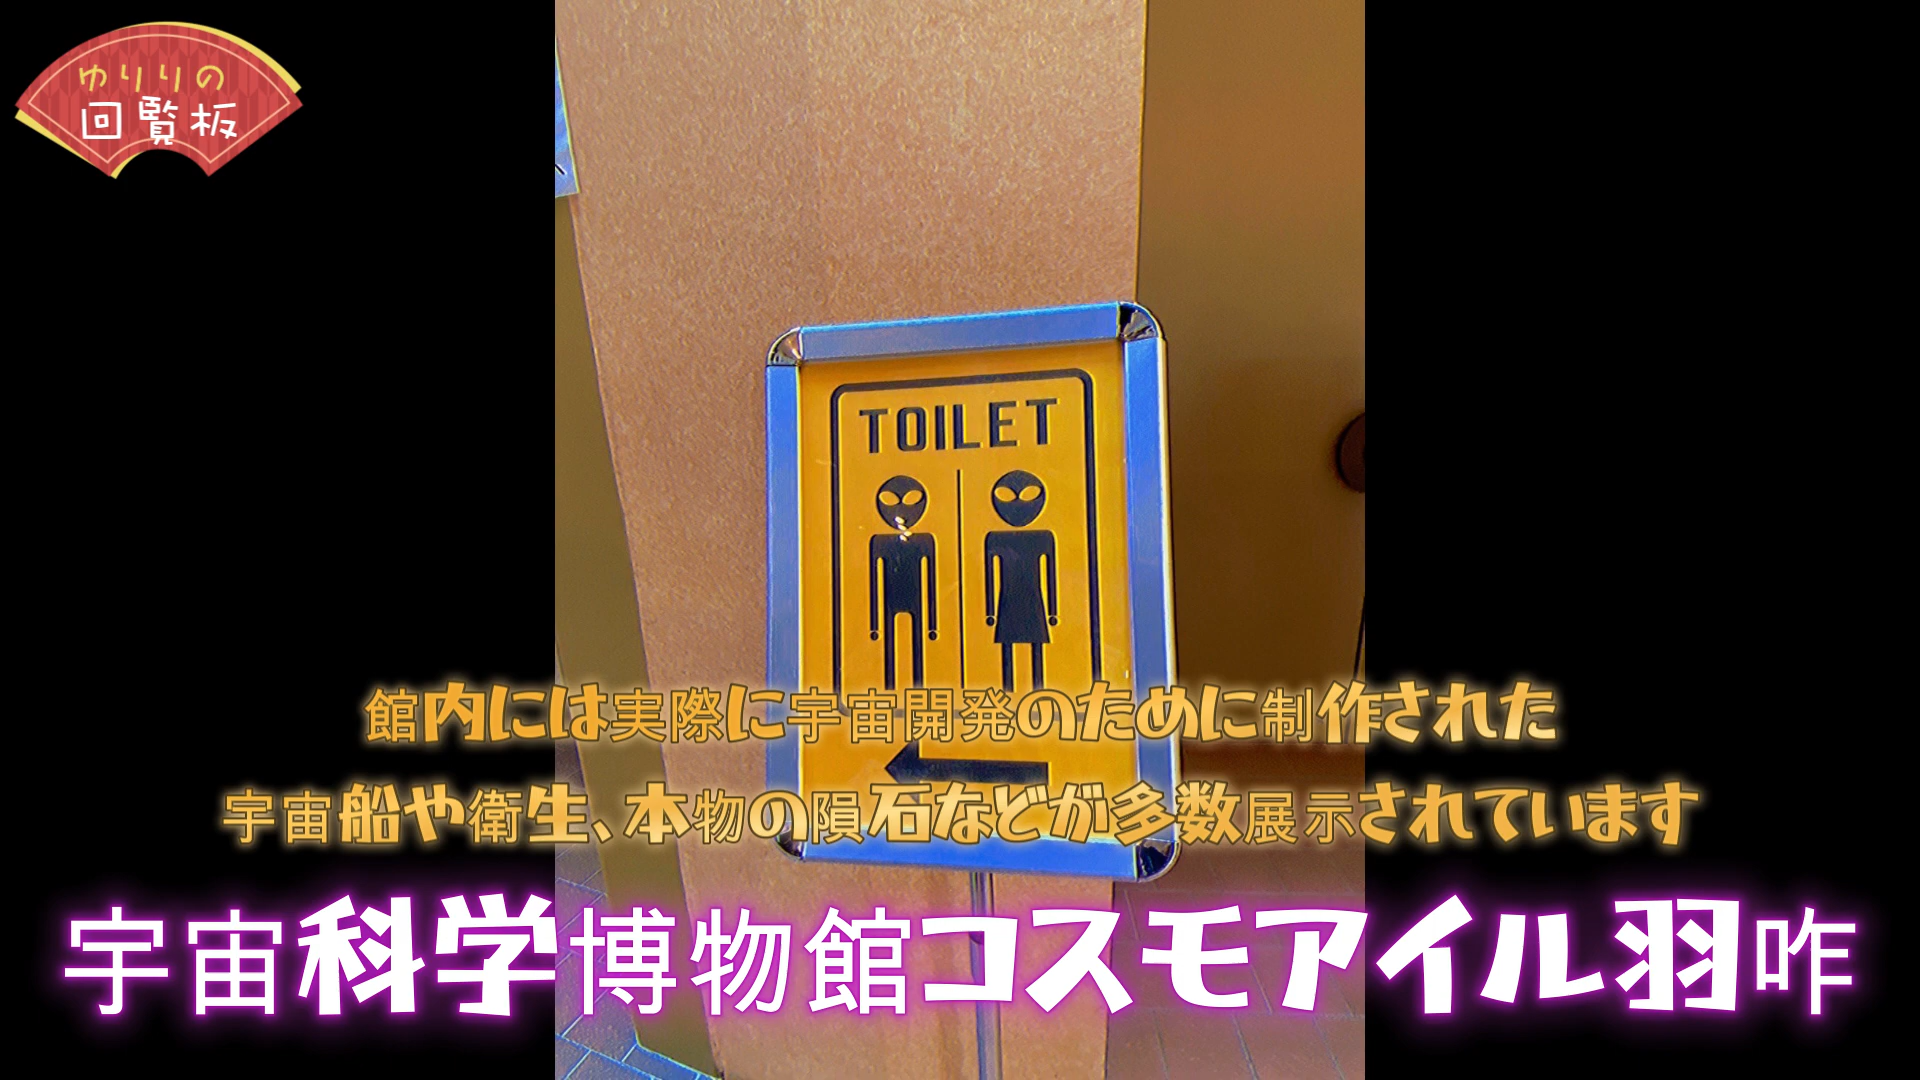 ゆりりの
回覧板
TOILET
館内には実際に宇宙開発のために制作された
宇宙船や衛生、本物の隕石などが多数展示されています
宇宙科学博物館コスモアイル羽咋